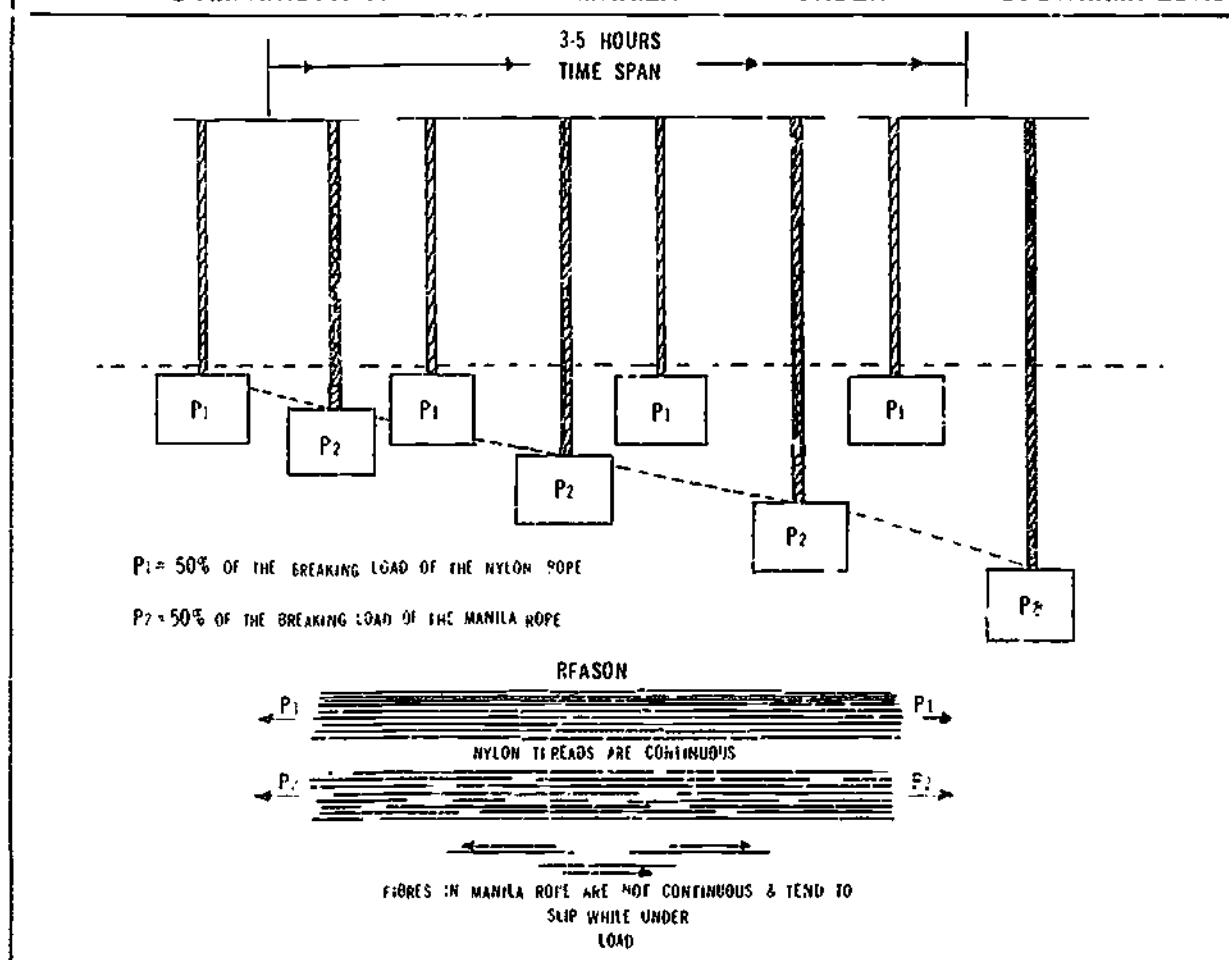 3-5 HOURS
TIME SPAN
P1
P2
P1
P2
P1
P2
P1
P2
P1 = 50% OF THE BREAKING LOAD OF THE NYLON ROPE
P2 = 50% OF THE BREAKING LOAD OF THE MANILA ROPE
REASON
P1 P1
NYLON THREADS ARE CONTINUOUS
P2 P2
FIBRES IN MANILA ROPE ARE NOT CONTINUOUS & TEND TO
SLIP WHILE UNDER
LOAD